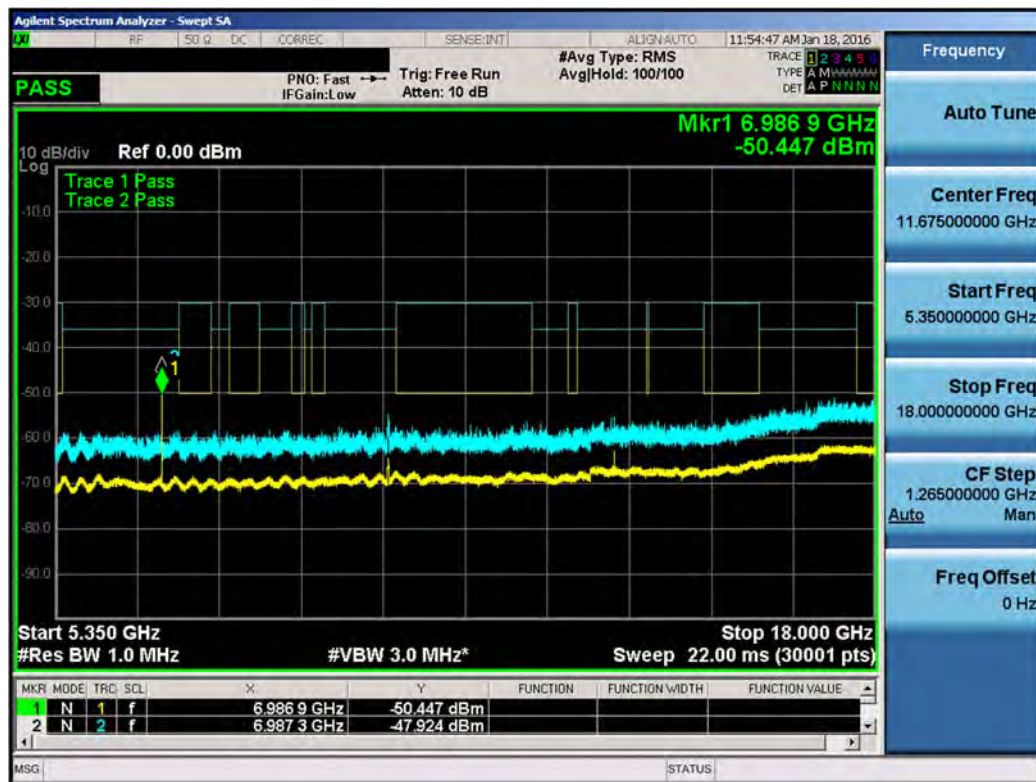 Agilent Spectrum Analyzer - Swept SA
RF 50 Ω DC CORREC SENSE:INT ALIGN AUTO 11:54:47 AM Jan 18, 2016
PASS
PNO: Fast
IFGain:Low
Trig: Free Run
Atten: 10 dB
#Avg Type: RMS
Avg|Hold: 100/100
TRACE 1 2 3 4 5 6
TYPE A M
DET A P N N N N
Mkr1 6.986 9 GHz
-50.447 dBm
10 dB/div Ref 0.00 dBm
Log
Trace 1 Pass
Trace 2 Pass
-10.0
-20.0
-30.0
-40.0
-50.0
-60.0
-70.0
-80.0
-90.0
1
Start 5.350 GHz Stop 18.000 GHz
#Res BW 1.0 MHz #VBW 3.0 MHz* Sweep 22.00 ms (30001 pts)
MKR MODE TRC SCL X Y FUNCTION FUNCTION WIDTH FUNCTION VALUE
1 N 1 f 6.986 9 GHz -50.447 dBm
2 N 2 f 6.987 3 GHz -47.924 dBm
MSG STATUS
Frequency
Auto Tune
Center Freq
11.675000000 GHz
Start Freq
5.350000000 GHz
Stop Freq
18.000000000 GHz
CF Step
1.265000000 GHz
Auto Man
Freq Offset
0 Hz